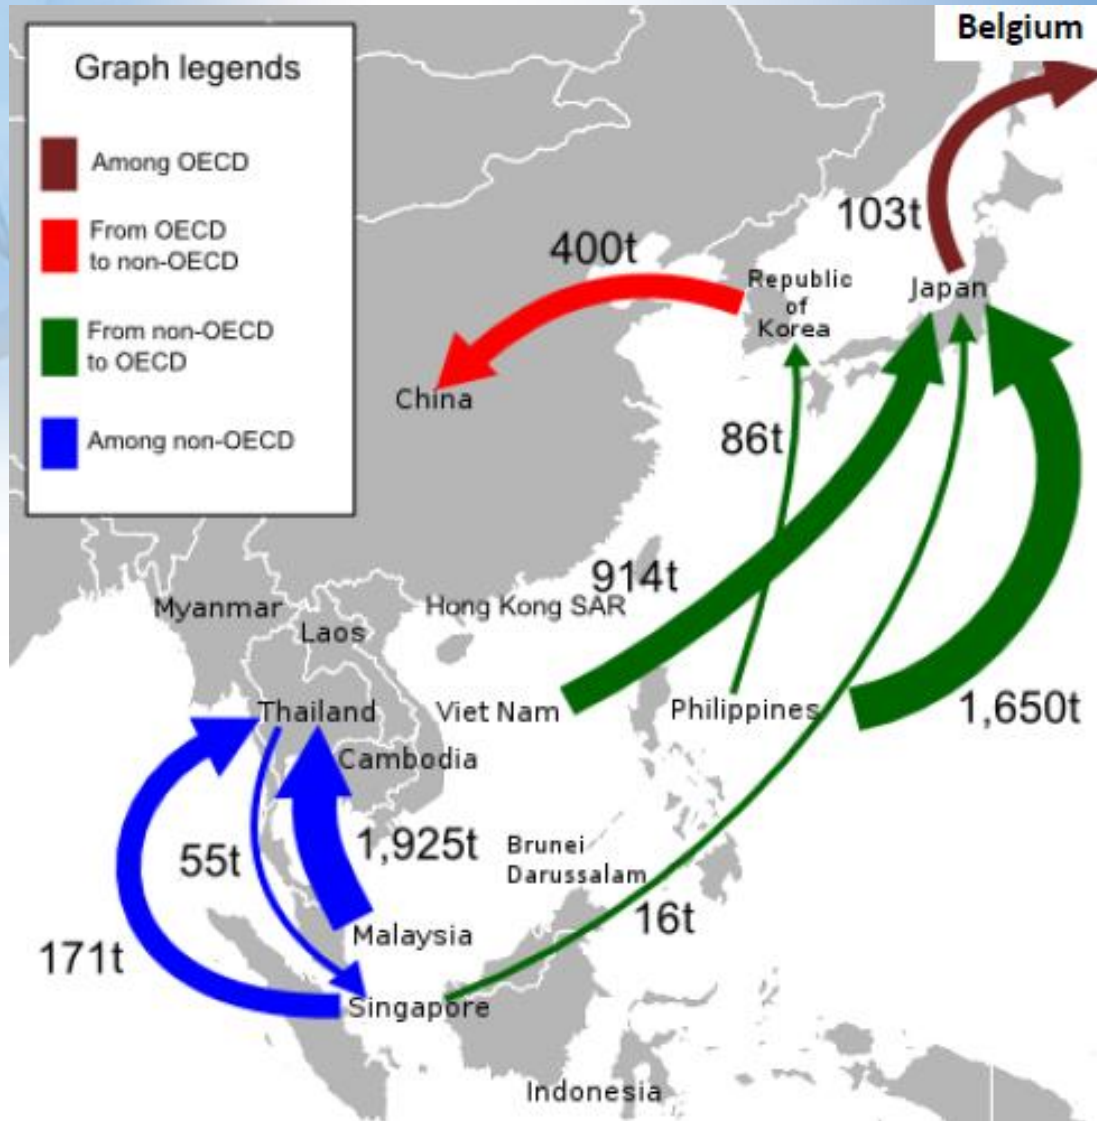 Belgium
Graph legends
Among OECD
From OECD
to non-OECD
From non-OECD
to OECD
Among non-OECD
103t
400t
Republic
of
Korea
Japan
China
86t
914t
Myanmar
Hong Kong SAR
Laos
Thailand
Viet Nam
Philippines
1,650t
Cambodia
55t
1,925t
Brunei
Darussalam
16t
171t
Malaysia
Singapore
Indonesia